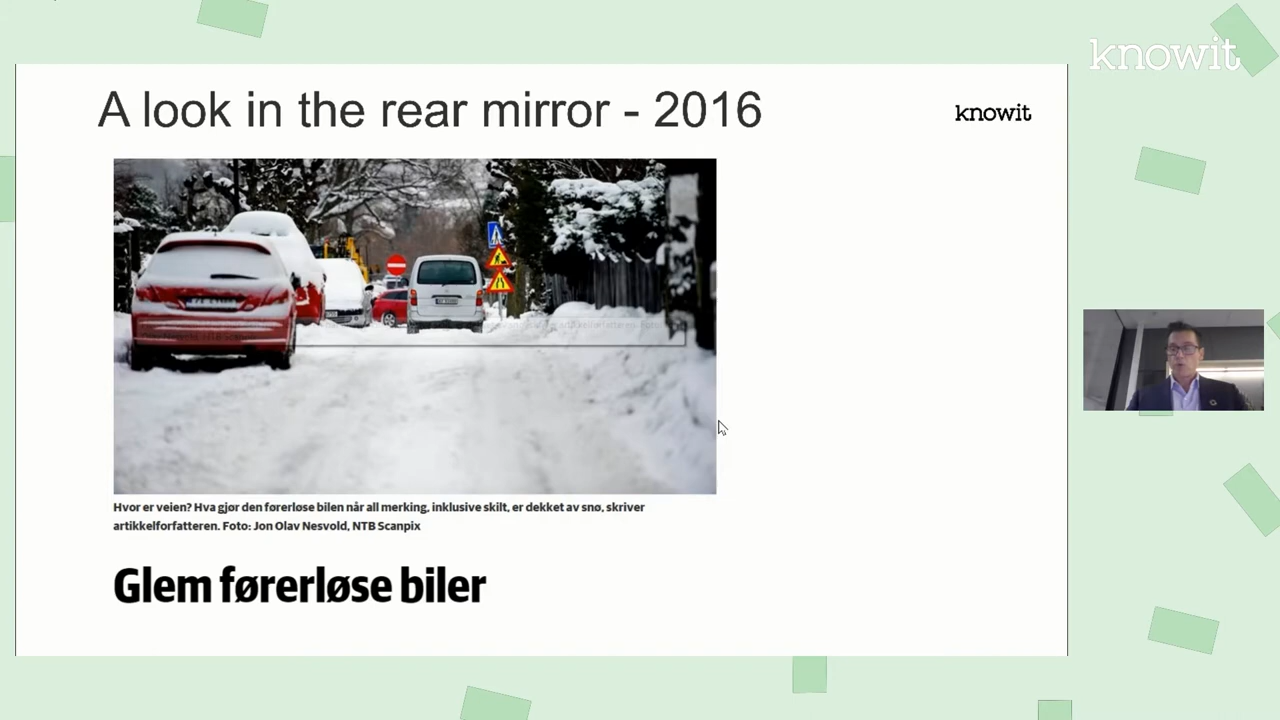 knowit
A look in the rear mirror - 2016
knowit
Hvor er veien? Hva gjør den førerløse bilen når all merking, inklusive skilt, er dekket av snø, skriver
artikkelforfatteren. Foto: Jon Olav Nesvold, NTB Scanpix
Glem førerløse biler